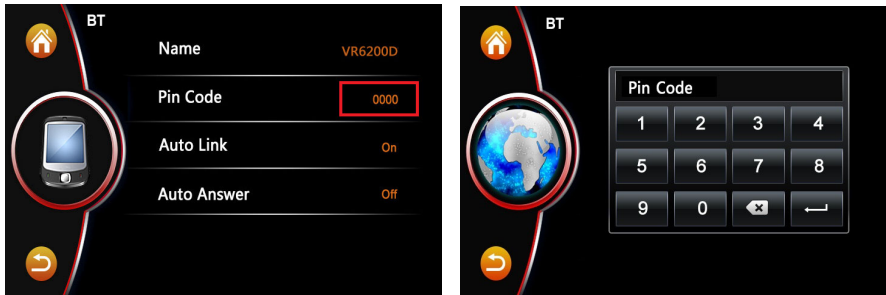 BT
Name VR6200D
Pin Code 0000
Auto Link On
Auto Answer Off
BT
Pin Code
1 2 3 4
5 6 7 8
9 0